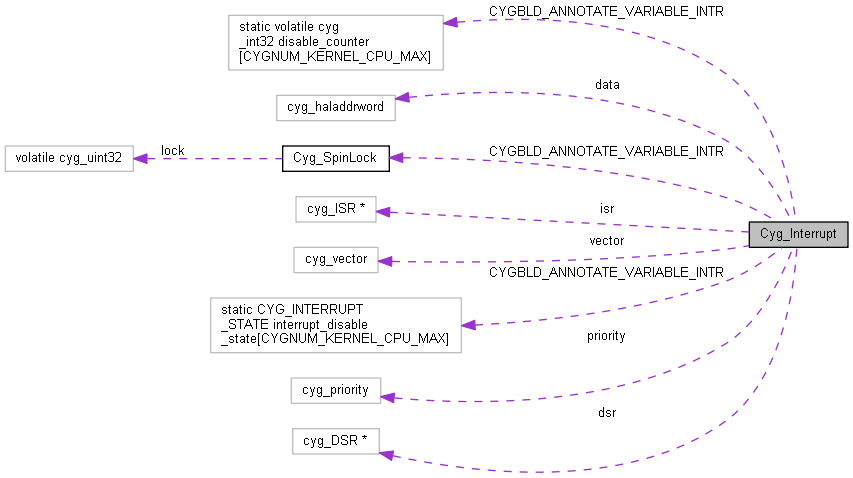 CYGBLD_ANNOTATE_VARIABLE_INTR
static volatile cyg
_int32 disable_counter
[CYGNUM_KERNEL_CPU_MAX]
data
cyg_haladdrword
CYGBLD_ANNOTATE_VARIABLE_INTR
lock
volatile cyg_uint32
Cyg_SpinLock
isr
cyg_ISR *
Cyg_Interrupt
vector
cyg_vector
CYGBLD_ANNOTATE_VARIABLE_INTR
static CYG_INTERRUPT
_STATE interrupt_disable
_state[CYGNUM_KERNEL_CPU_MAX]
priority
cyg_priority
dsr
cyg_DSR *